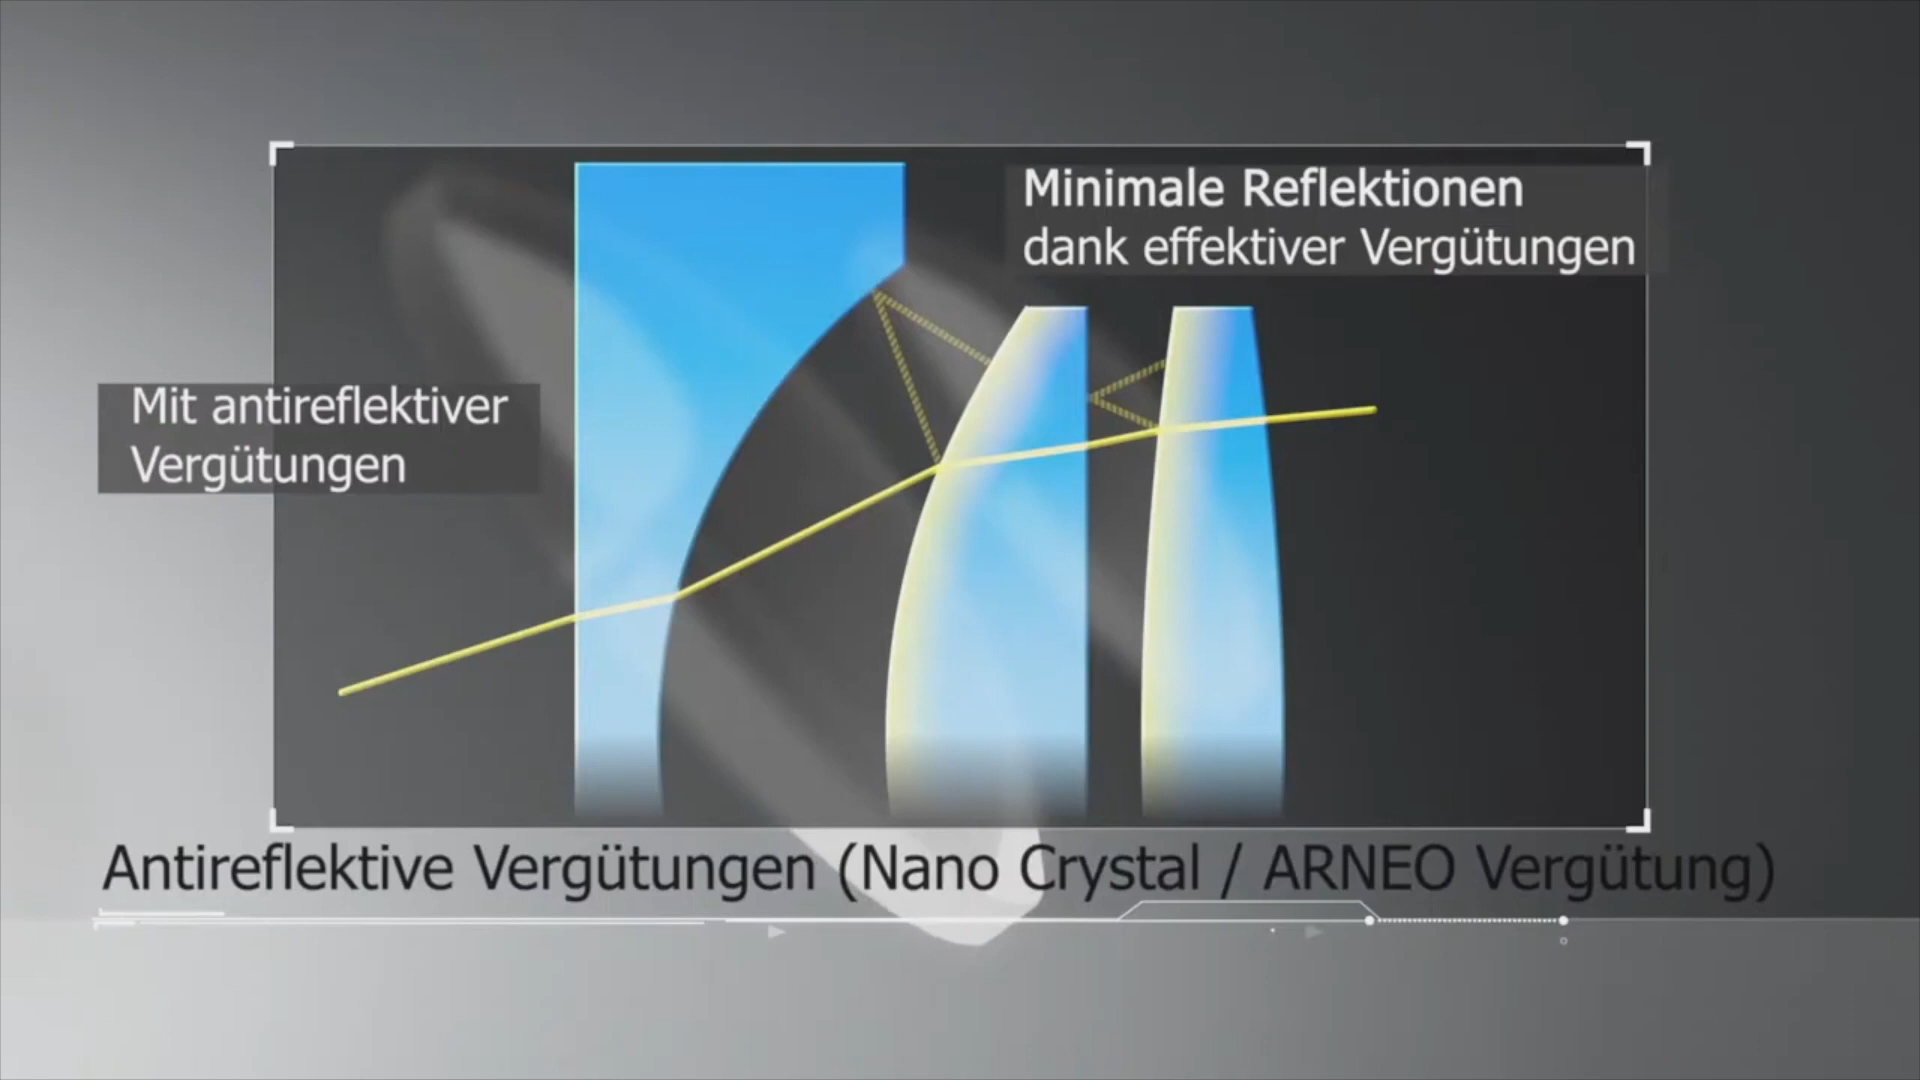 Minimale Reflektionen
dank effektiver Vergütungen
Mit antireflektiver
Vergütungen
Antireflektive Vergütungen (Nano Crystal / ARNEO Vergütung)